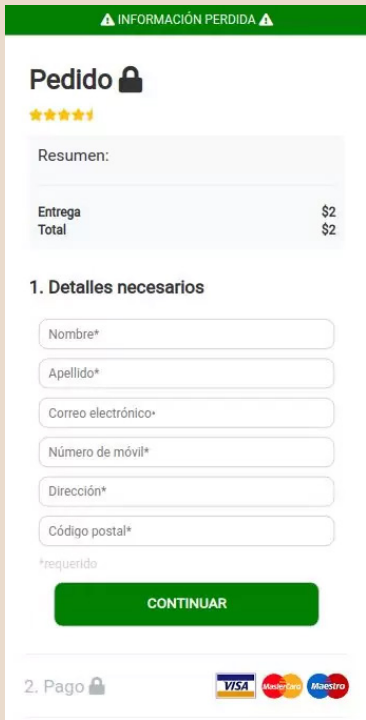 INFORMACIÓN PERDIDA
Pedido
Resumen:
Entrega $2
Total $2
1. Detalles necesarios
Nombre*
Apellido*
Correo electrónico*
Número de móvil*
Dirección*
Código postal*
*requerido
CONTINUAR
2. Pago VISA MasterCard Maestro